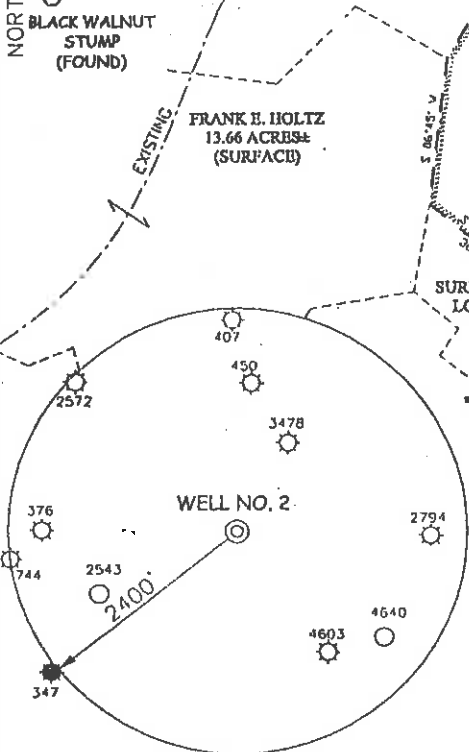 NORT
BLACK WALNUT
STUMP
(FOUND)
EXISTING
FRANK E. HOLTZ
13.66 ACRES±
(SURFACE)
S 06°45' W
SUR
LO
407
2572
450
3478
376
WELL NO. 2
2794
744
2543
2400'
4640
4603
347